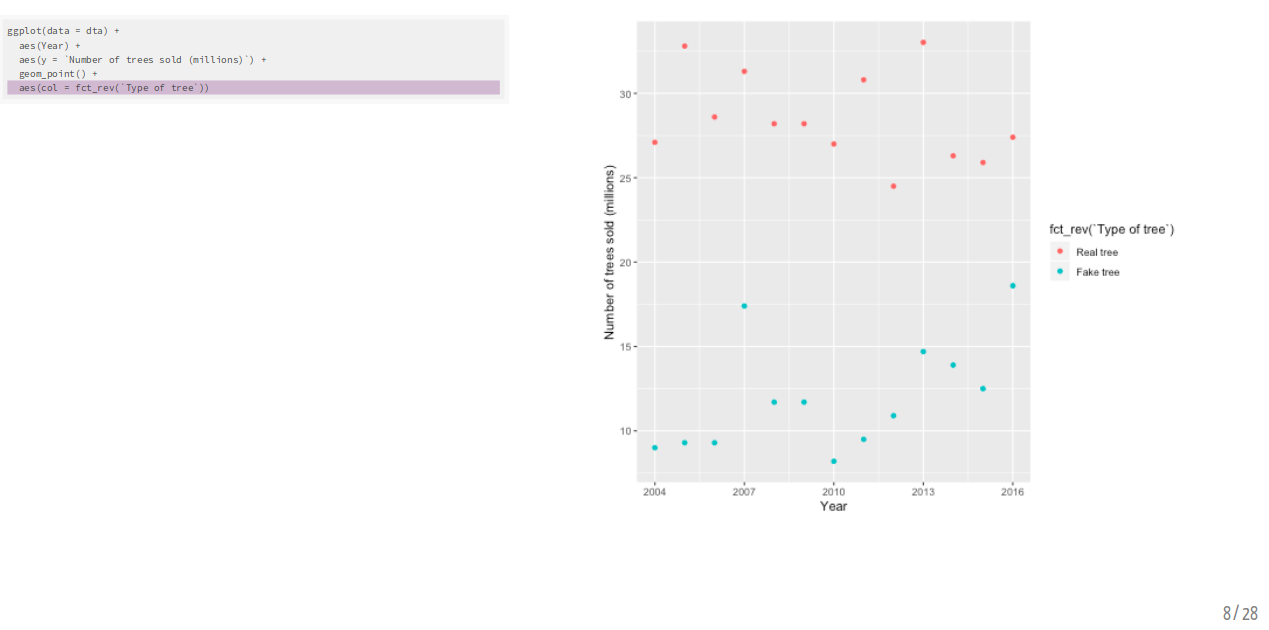 ggplot(data = dta) +
  aes(Year) +
  aes(y = `Number of trees sold (millions)`) +
  geom_point() +
  aes(col = fct_rev(`Type of tree`))
Number of trees sold (millions)
30
25
20
15
10
2004 2007 2010 2013 2016
Year
fct_rev(`Type of tree`)
Real tree
Fake tree
8 / 28